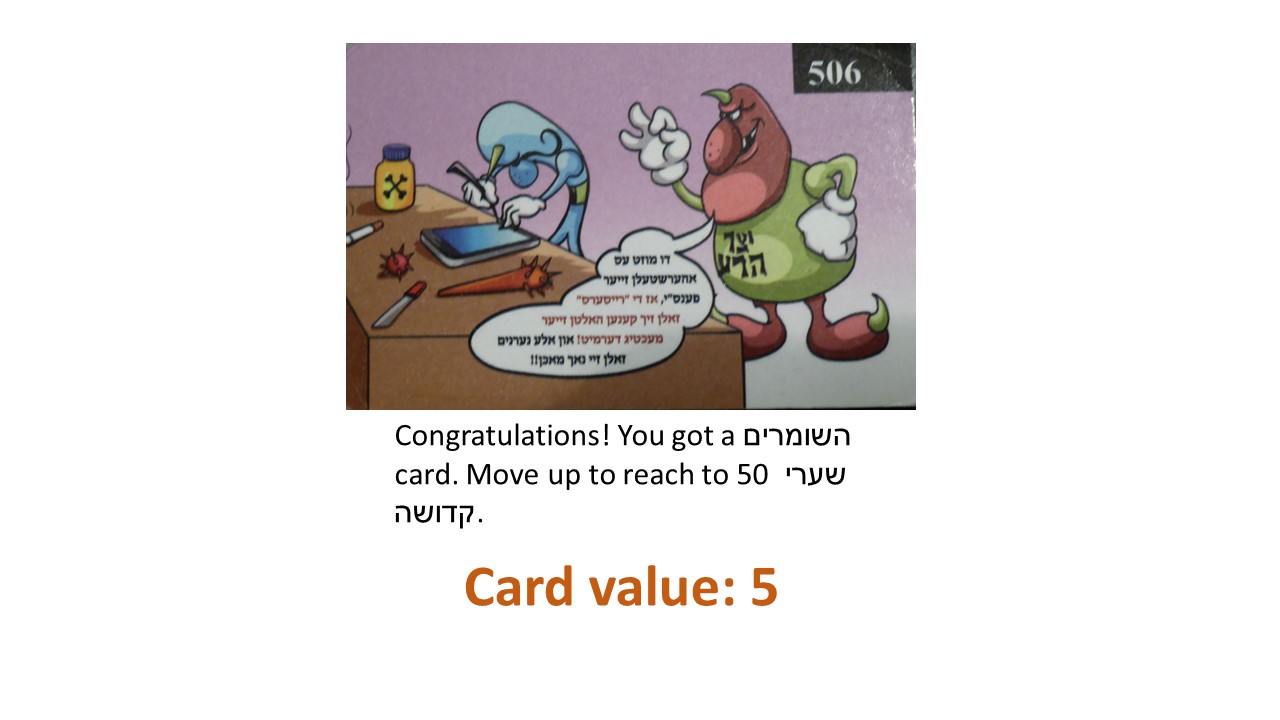 506
יצר
הרע
דו מוזט עס
אהערשטעלן זייער
פענס"י, אז די "רייסערס"
זאלן זיך קענען האלטן זייער
מעכטיג דערמיט! און אלע נערנים
זאלן זיי נאך מאכן!!
Congratulations! You got a השומרים
card. Move up to reach to 50 שערי
קדושה.
Card value: 5